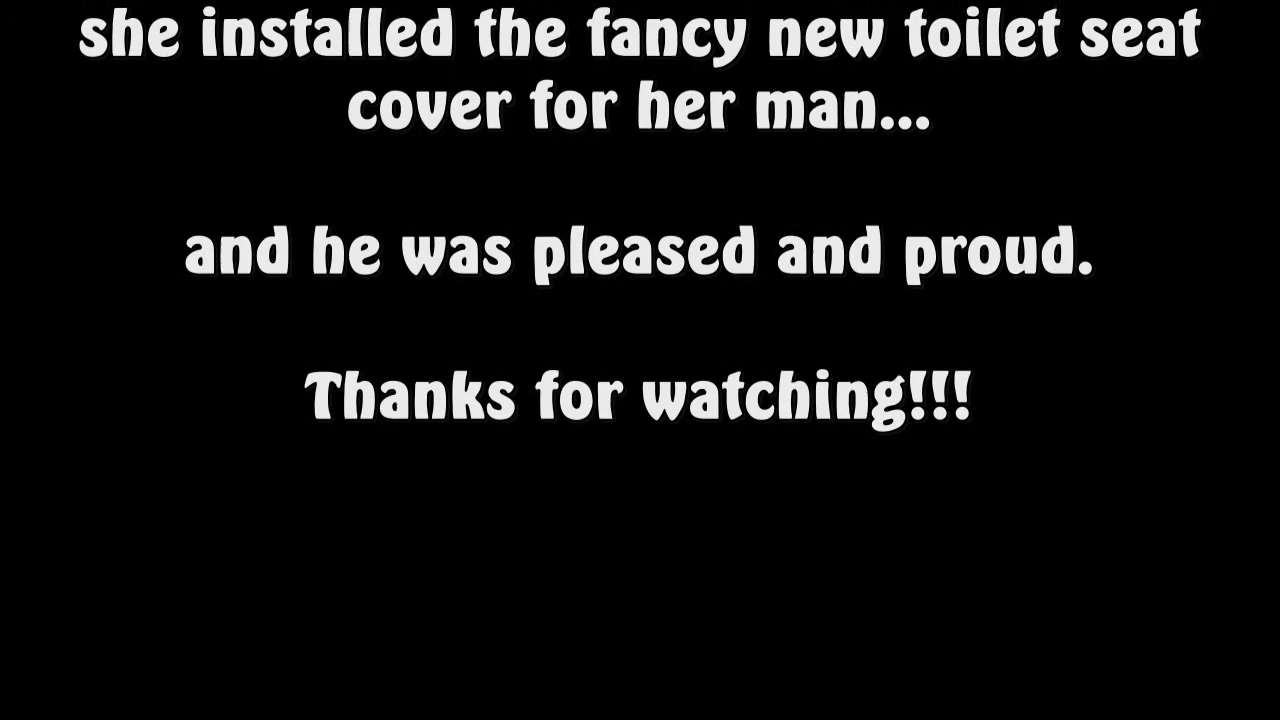 she installed the fancy new toilet seat
cover for her man...
and he was pleased and proud.
Thanks for watching!!!